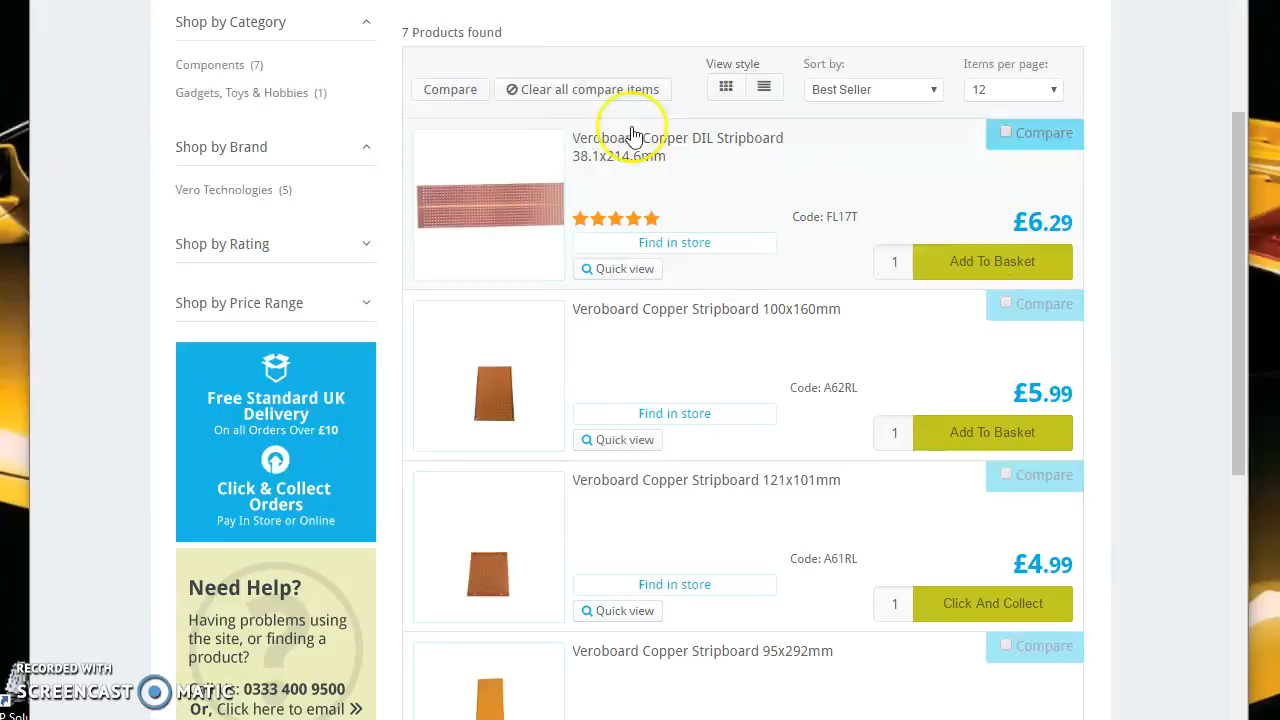 Shop by Category
Components (7)
Gadgets, Toys & Hobbies (1)
Shop by Brand
Vero Technologies (5)
Shop by Rating
Shop by Price Range
Free Standard UK
Delivery
On all Orders Over £10
Click & Collect
Orders
Pay In Store or Online
Need Help?
Having problems using
the site, or finding a
product?
0333 400 9500
Or, Click here to email
RECORDED WITH
SCREENCAST MATIC
7 Products found
Compare
Clear all compare items
View style
Sort by:
Best Seller
Items per page:
12
Veroboard Copper DIL Stripboard
38.1x214.6mm
Compare
Code: FL17T
£6.29
Find in store
Quick view
1
Add To Basket
Veroboard Copper Stripboard 100x160mm
Compare
Code: A62RL
£5.99
Find in store
Quick view
1
Add To Basket
Veroboard Copper Stripboard 121x101mm
Compare
Code: A61RL
£4.99
Find in store
Quick view
1
Click And Collect
Veroboard Copper Stripboard 95x292mm
Compare